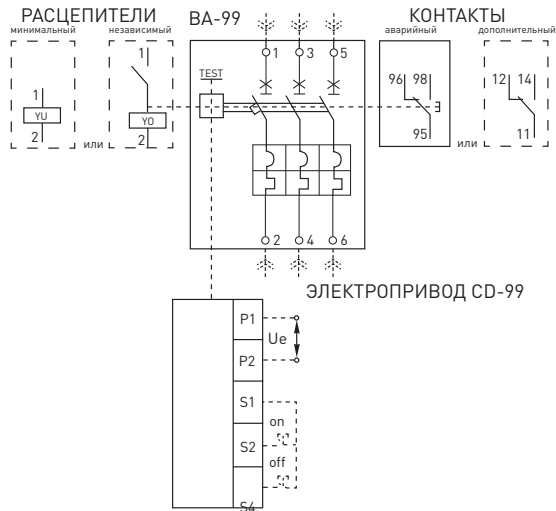 РАСЦЕПИТЕЛИ
минимальный
независимый
ВА-99
КОНТАКТЫ
аварийный
дополнительный
1
3
5
TEST
1
YU
2
или
1
YO
2
96
98
95
или
12
14
11
2
4
6
ЭЛЕКТРОПРИВОД CD-99
P1
Ue
P2
S1
on
S2
off
S4